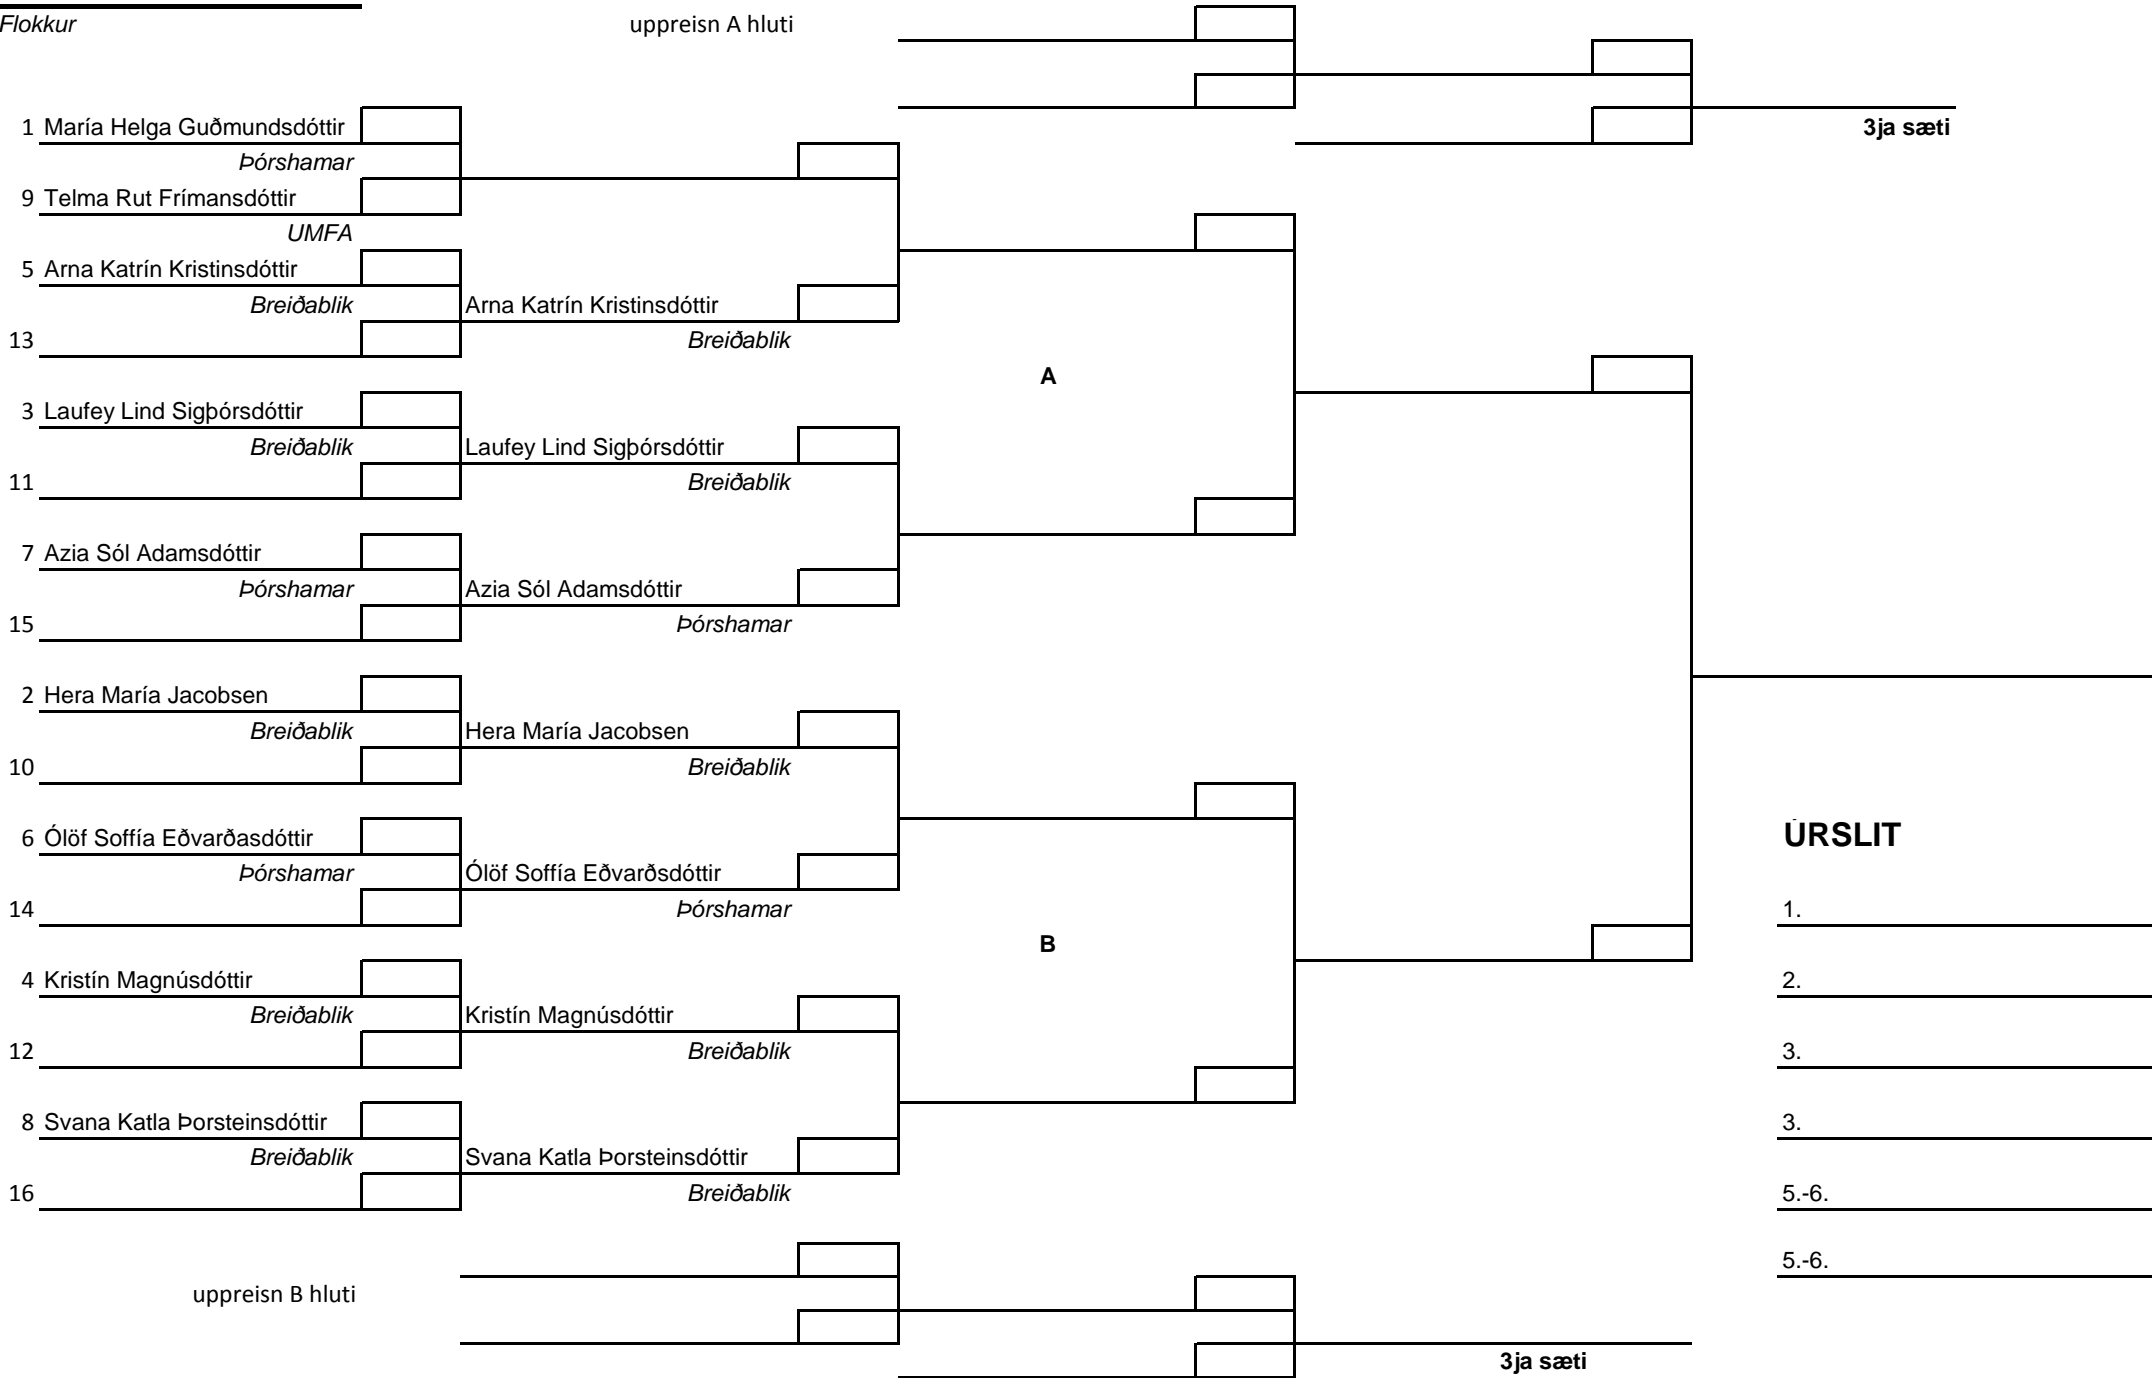 Flokkur
uppreisn A hluti
1 María Helga Guðmundsdóttir
3ja sæti
Þórshamar
9 Telma Rut Frímansdóttir
UMFA
5 Arna Katrín Kristinsdóttir
Breiðablik
Arna Katrín Kristinsdóttir
13
Breiðablik
A
3 Laufey Lind Sigþórsdóttir
Breiðablik
Laufey Lind Sigþórsdóttir
11
Breiðablik
7 Azia Sól Adamsdóttir
Þórshamar
Azia Sól Adamsdóttir
15
Þórshamar
2 Hera María Jacobsen
Breiðablik
Hera María Jacobsen
10
Breiðablik
6 Ólöf Soffía Eðvarðasdóttir
Þórshamar
Ólöf Soffía Eðvarðsdóttir
14
Þórshamar
B
4 Kristín Magnúsdóttir
Breiðablik
Kristín Magnúsdóttir
12
Breiðablik
8 Svana Katla Þorsteinsdóttir
Breiðablik
Svana Katla Þorsteinsdóttir
16
Breiðablik
ÚRSLIT
1.
2.
3.
3.
5.-6.
5.-6.
uppreisn B hluti
3ja sæti